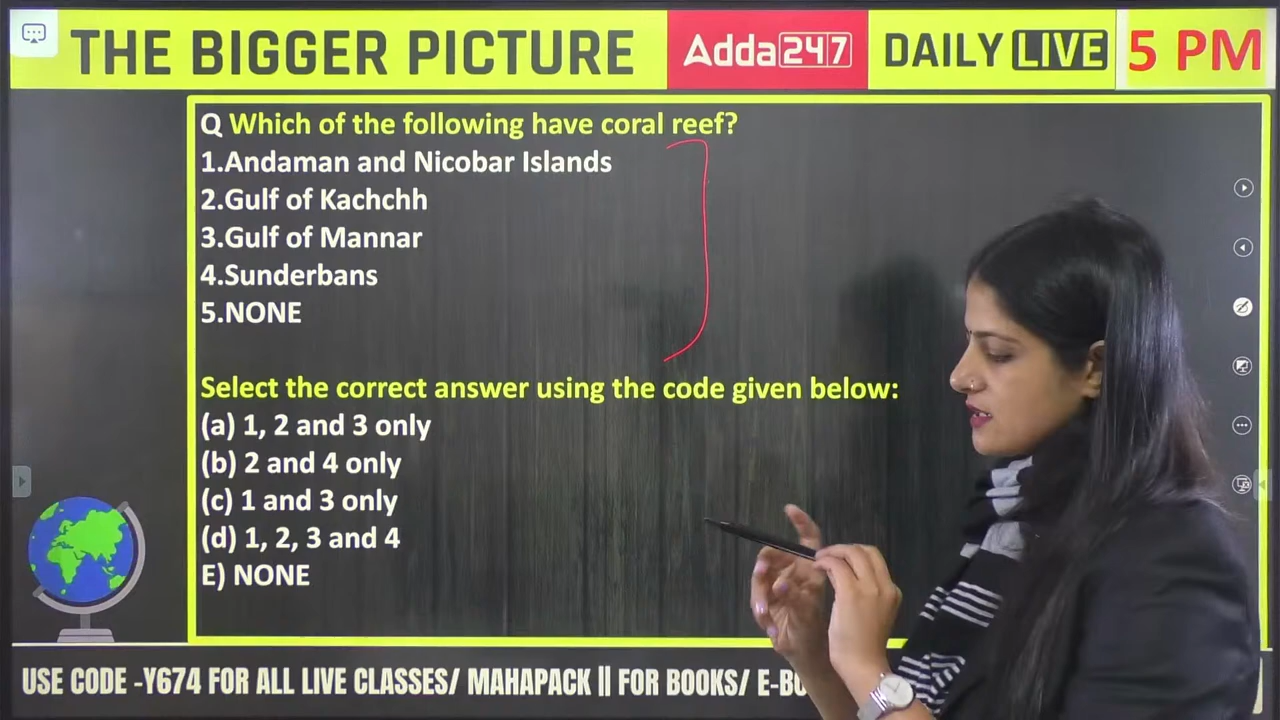 THE BIGGER PICTURE Adda247 DAILY LIVE 5 PM
Q Which of the following have coral reef?
1.Andaman and Nicobar Islands
2.Gulf of Kachchh
3.Gulf of Mannar
4.Sunderbans
5.NONE
Select the correct answer using the code given below:
(a) 1, 2 and 3 only
(b) 2 and 4 only
(c) 1 and 3 only
(d) 1, 2, 3 and 4
E) NONE
USE CODE -Y674 FOR ALL LIVE CLASSES/ MAHAPACK || FOR BOOKS/